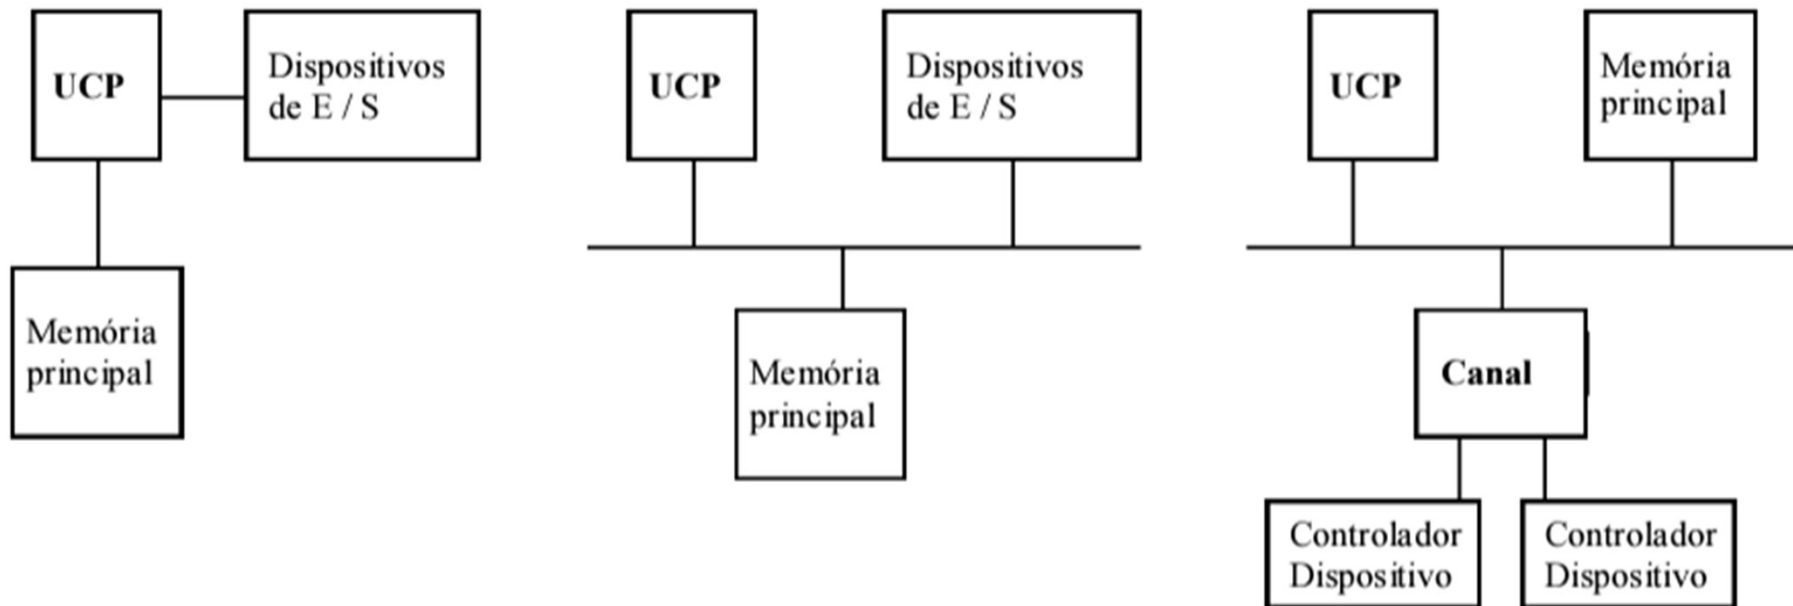 UCP
Dispositivos
de E / S
Memória
principal
UCP
Dispositivos
de E / S
Memória
principal
UCP
Memória
principal
Canal
Controlador
Dispositivo
Controlador
Dispositivo